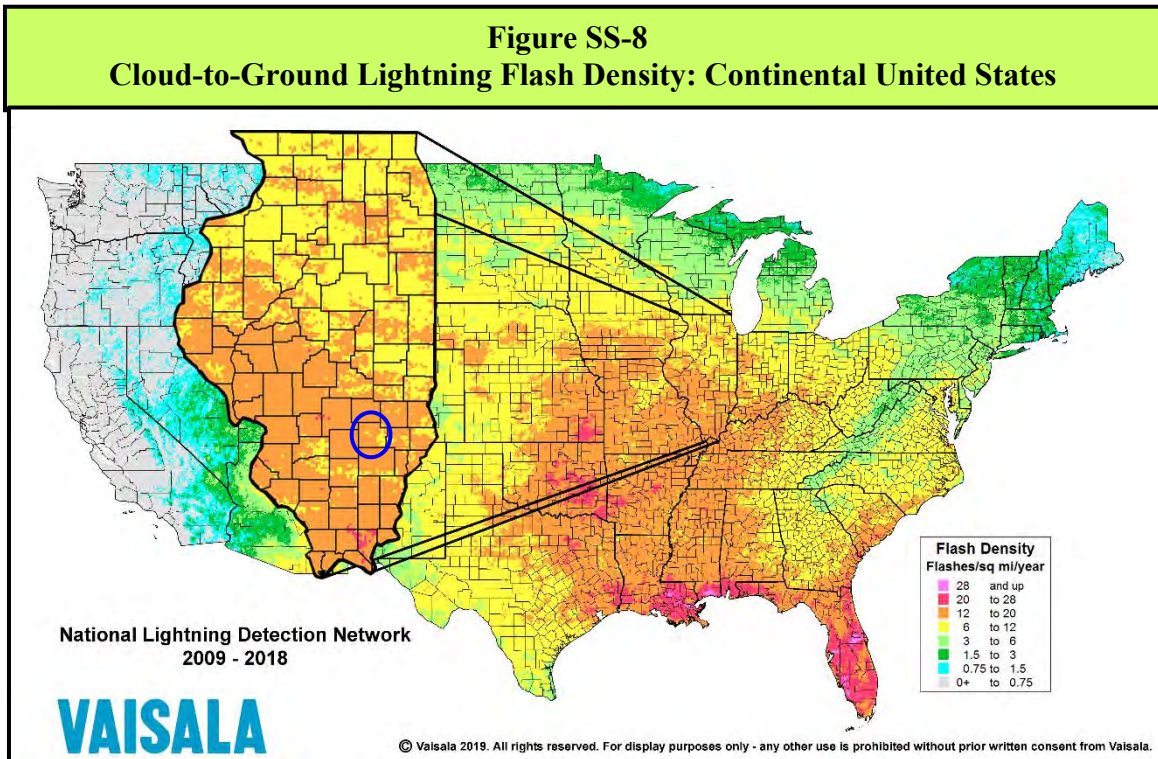 Figure SS-8
Cloud-to-Ground Lightning Flash Density: Continental United States
National Lightning Detection Network
2009 - 2018
VAISALA
Flash Density
Flashes/sq mi/year
28 and up
20 to 28
12 to 20
6 to 12
3 to 6
1.5 to 3
0.75 to 1.5
0+ to 0.75
© Vaisala 2019. All rights reserved. For display purposes only - any other use is prohibited without prior written consent from Vaisala.